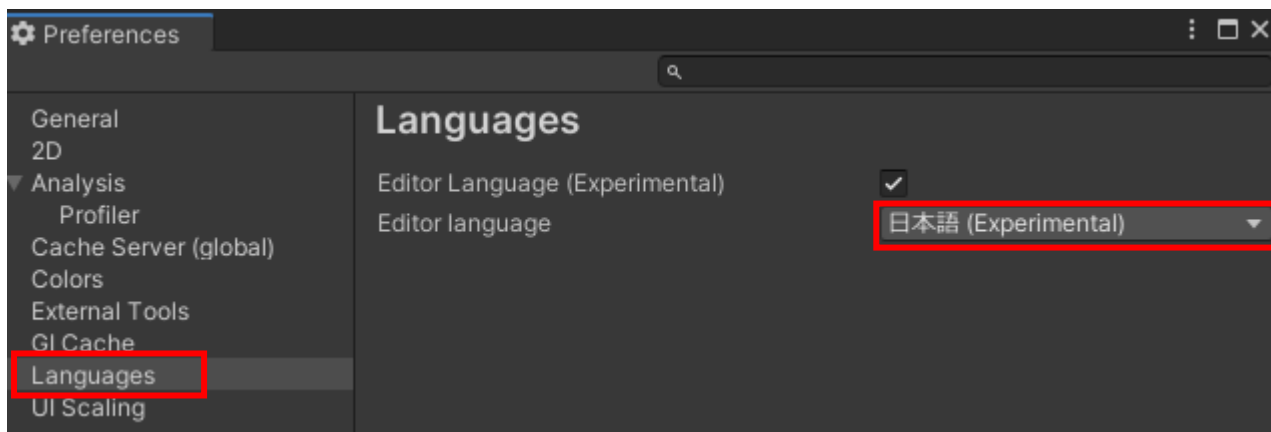 Preferences
General
2D
Analysis
Profiler
Cache Server (global)
Colors
External Tools
GI Cache
Languages
UI Scaling
Languages
Editor Language (Experimental)
Editor language
日本語 (Experimental)